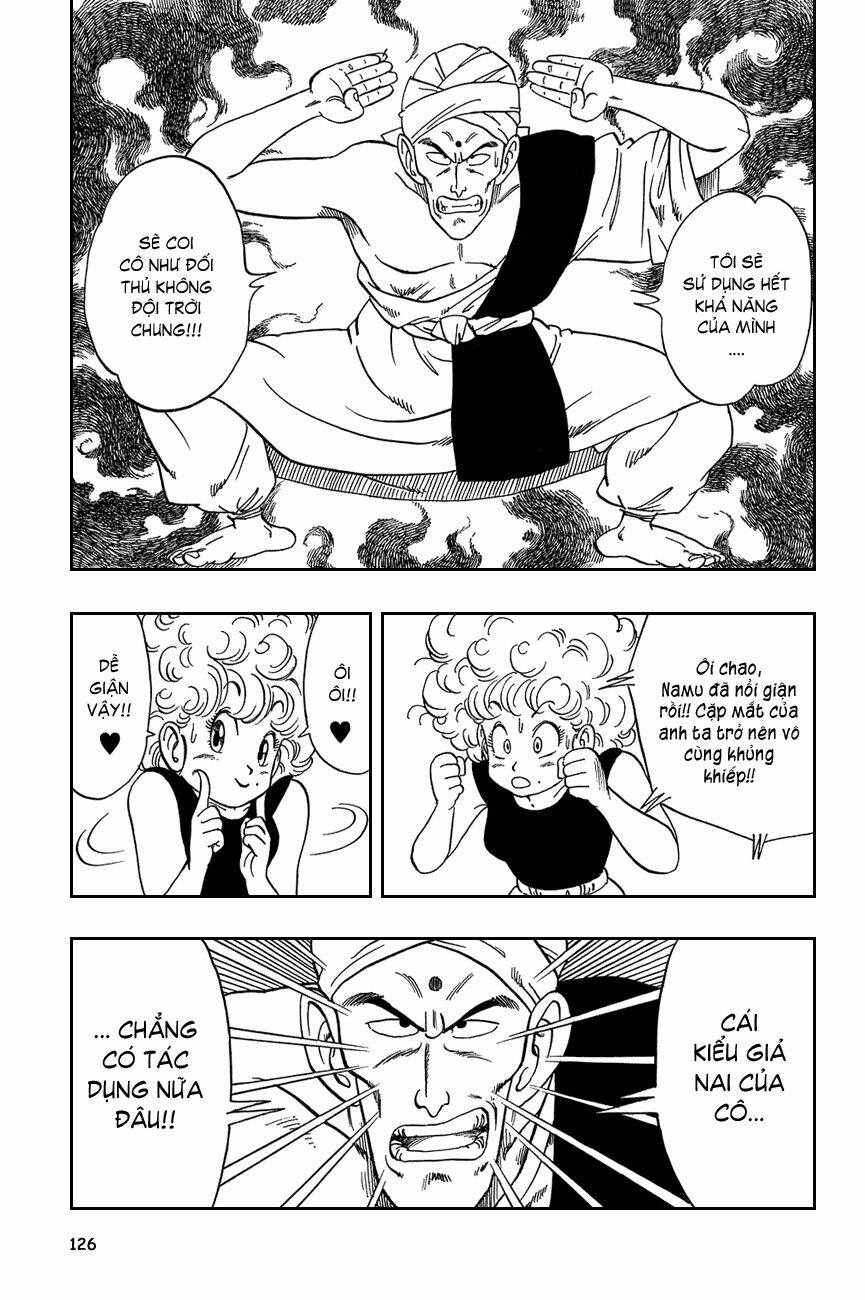 TÔI SẼ
SỬ DỤNG HẾT
KHẢ NĂNG
CỦA MÌNH
....
SẼ COI
CÔ NHƯ ĐỐI
THỦ KHÔNG
ĐỘI TRỜI
CHUNG!!!
Ôi chao,
Namu đã nổi giận
rồi!! Cặp mắt của
anh ta trở nên vô
cùng khủng
khiếp!!
ÔI
ÔI!!
♥
DỀ
GIẬN
VẬY!!
♥
CÁI
KIỂU GIẢ
NAI CỦA
CÔ...
... CHẲNG
CÓ TÁC
DỤNG NỮA
ĐÂU!!
126